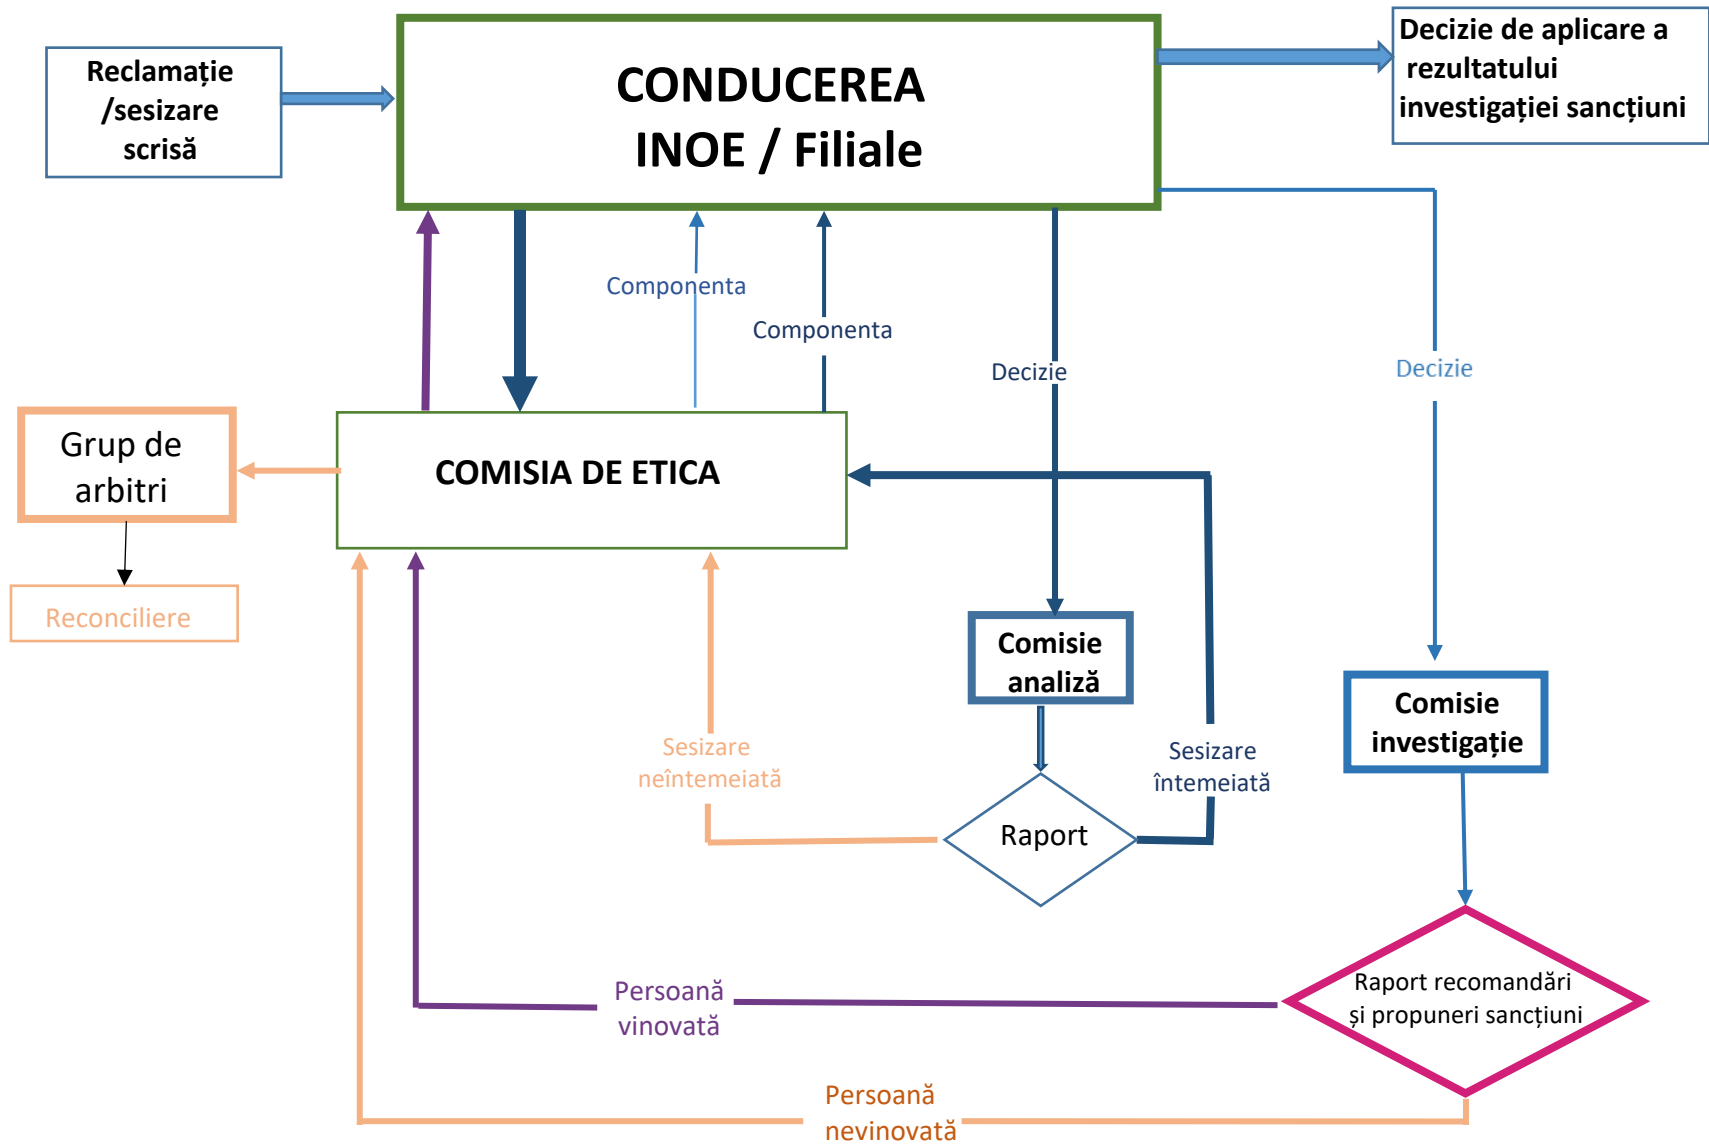 Reclamație
/sesizare
scrisă
CONDUCEREA
INOE / Filiale
Decizie de aplicare a
rezultatului
investigației sancțiuni
Componenta
Componenta
Decizie
Decizie
Grup de
arbitri
COMISIA DE ETICA
Reconciliere
Comisie
analiză
Comisie
investigație
Sesizare
neîntemeiată
Sesizare
întemeiată
Raport
Raport recomandări
și propuneri sancțiuni
Persoană
vinovată
Persoană
nevinovată